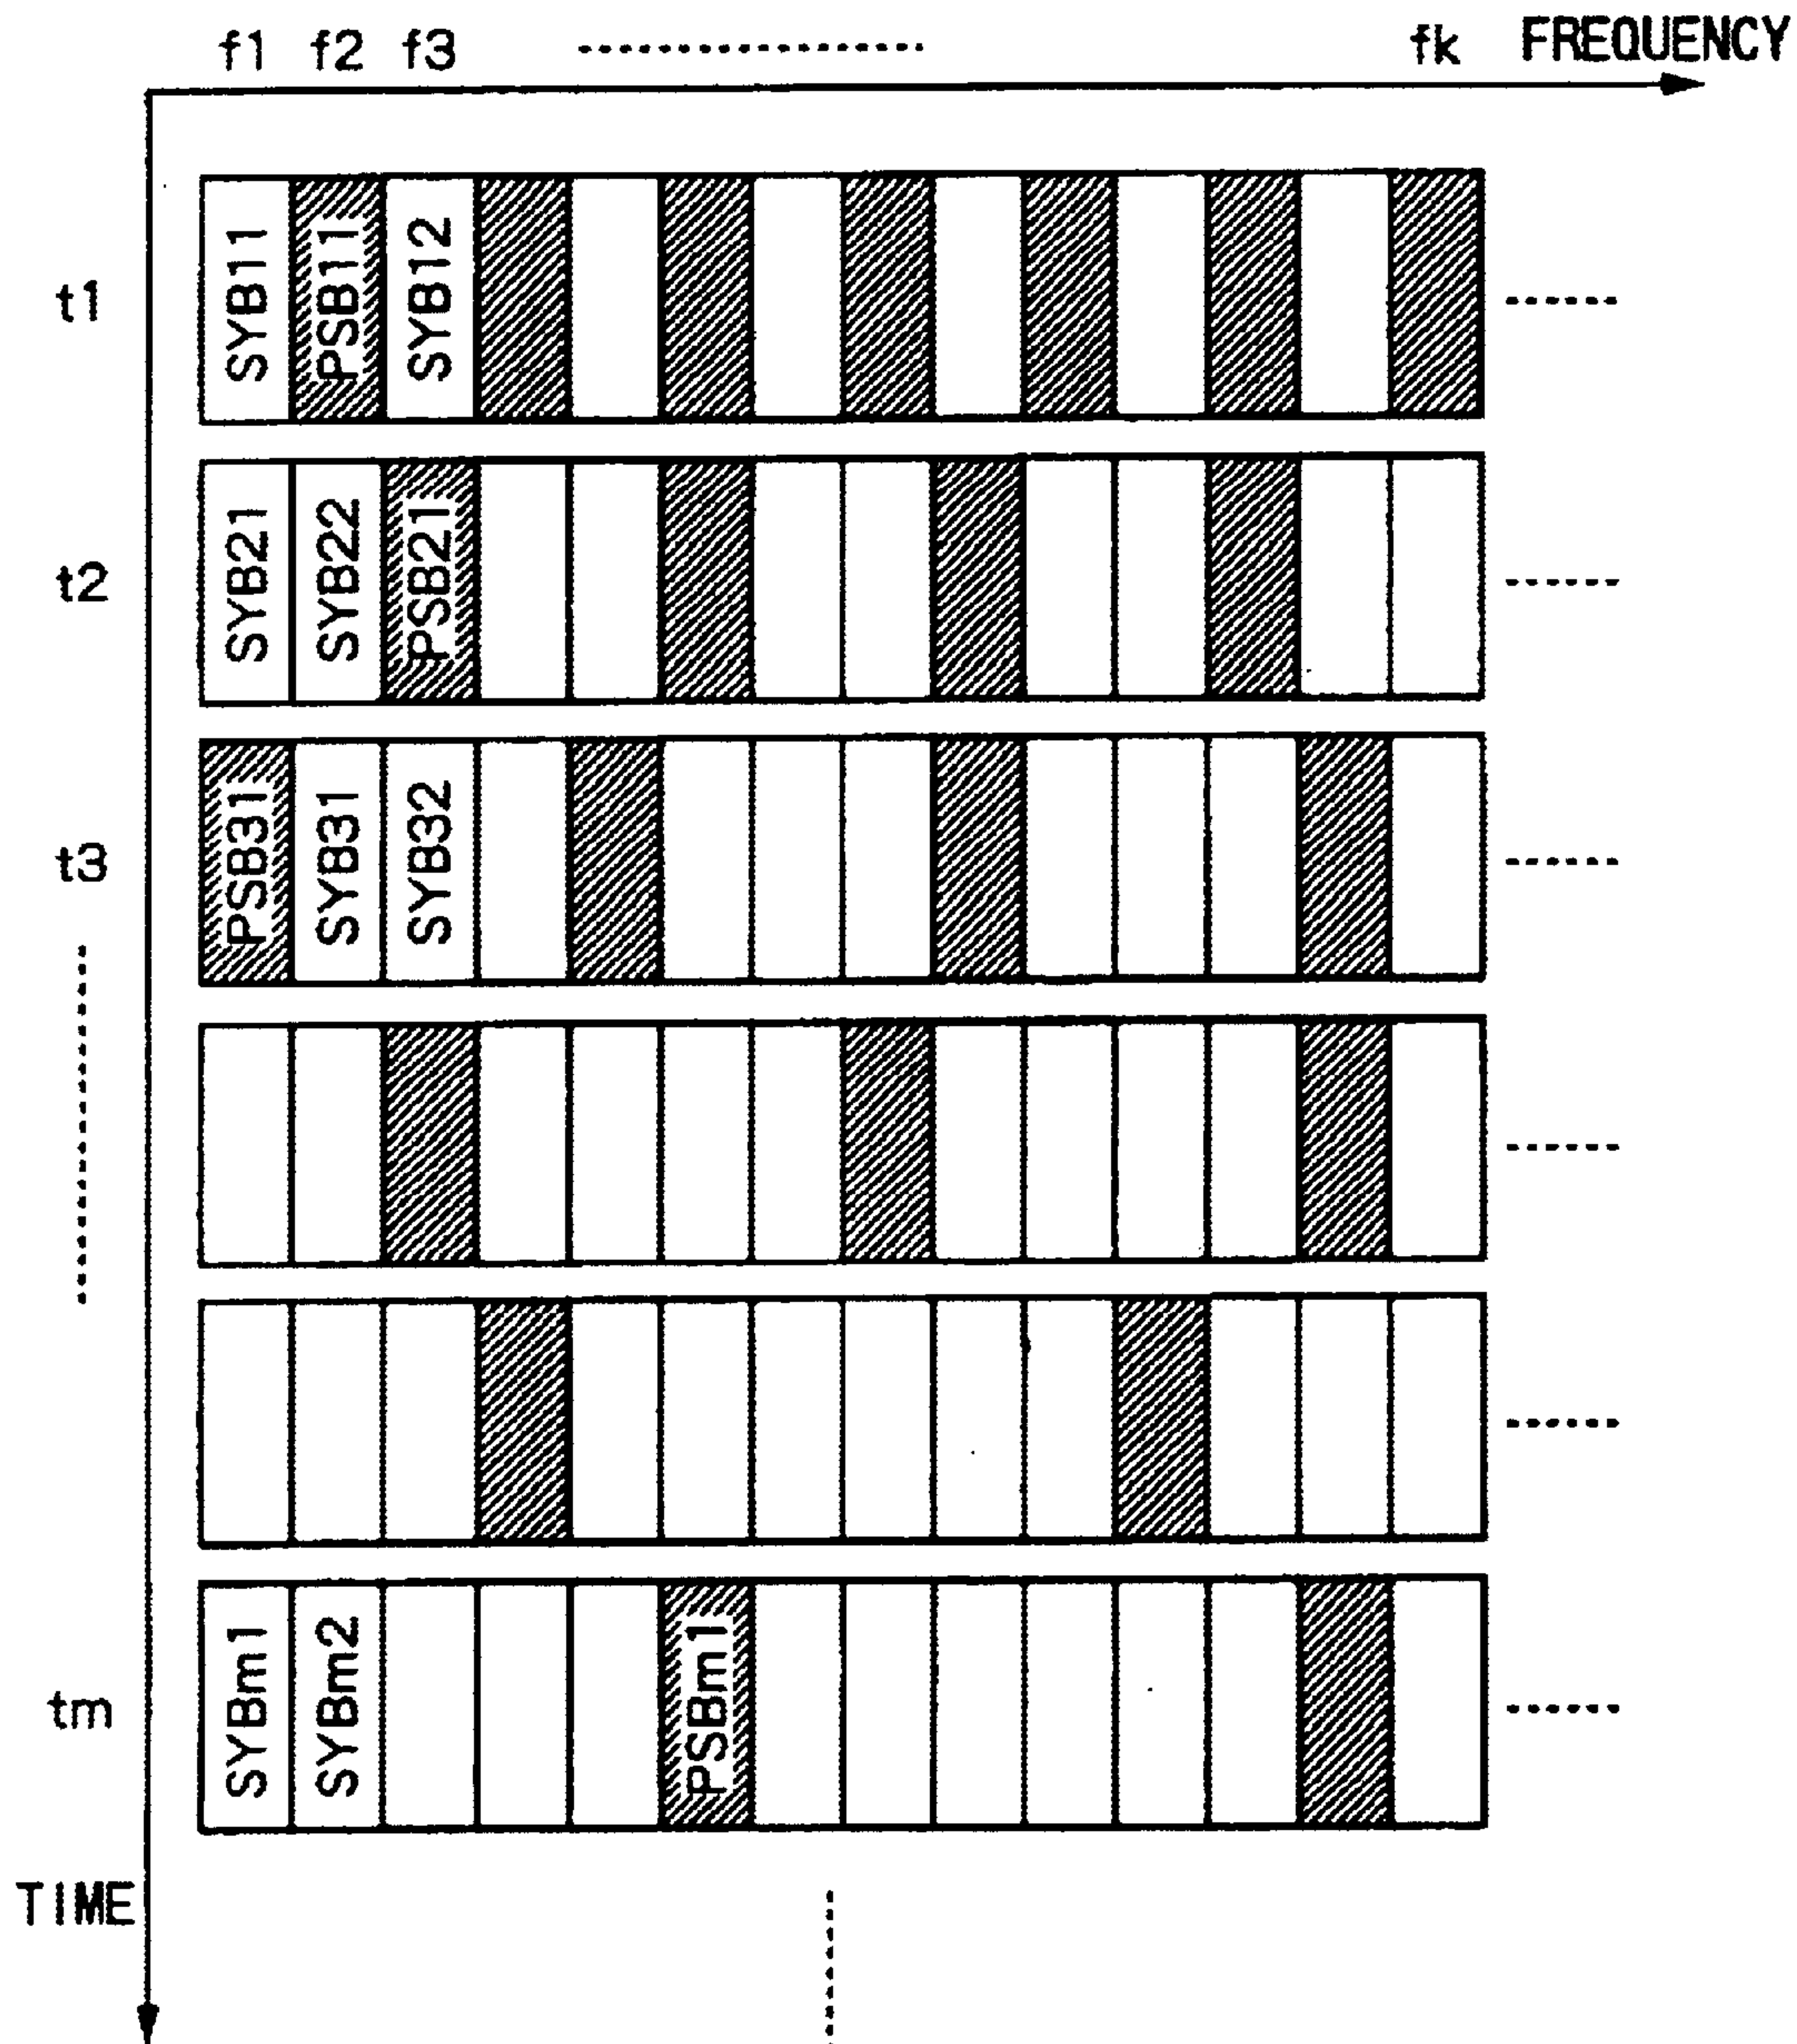 f1 f2 f3 fk FREQUENCY
t1
SYB11
PSB11
SYB12
t2
SYB21
SYB22
PSB21
t3
PSB31
SYB31
SYB32
tm
SYBm1
SYBm2
PSBm1
TIME